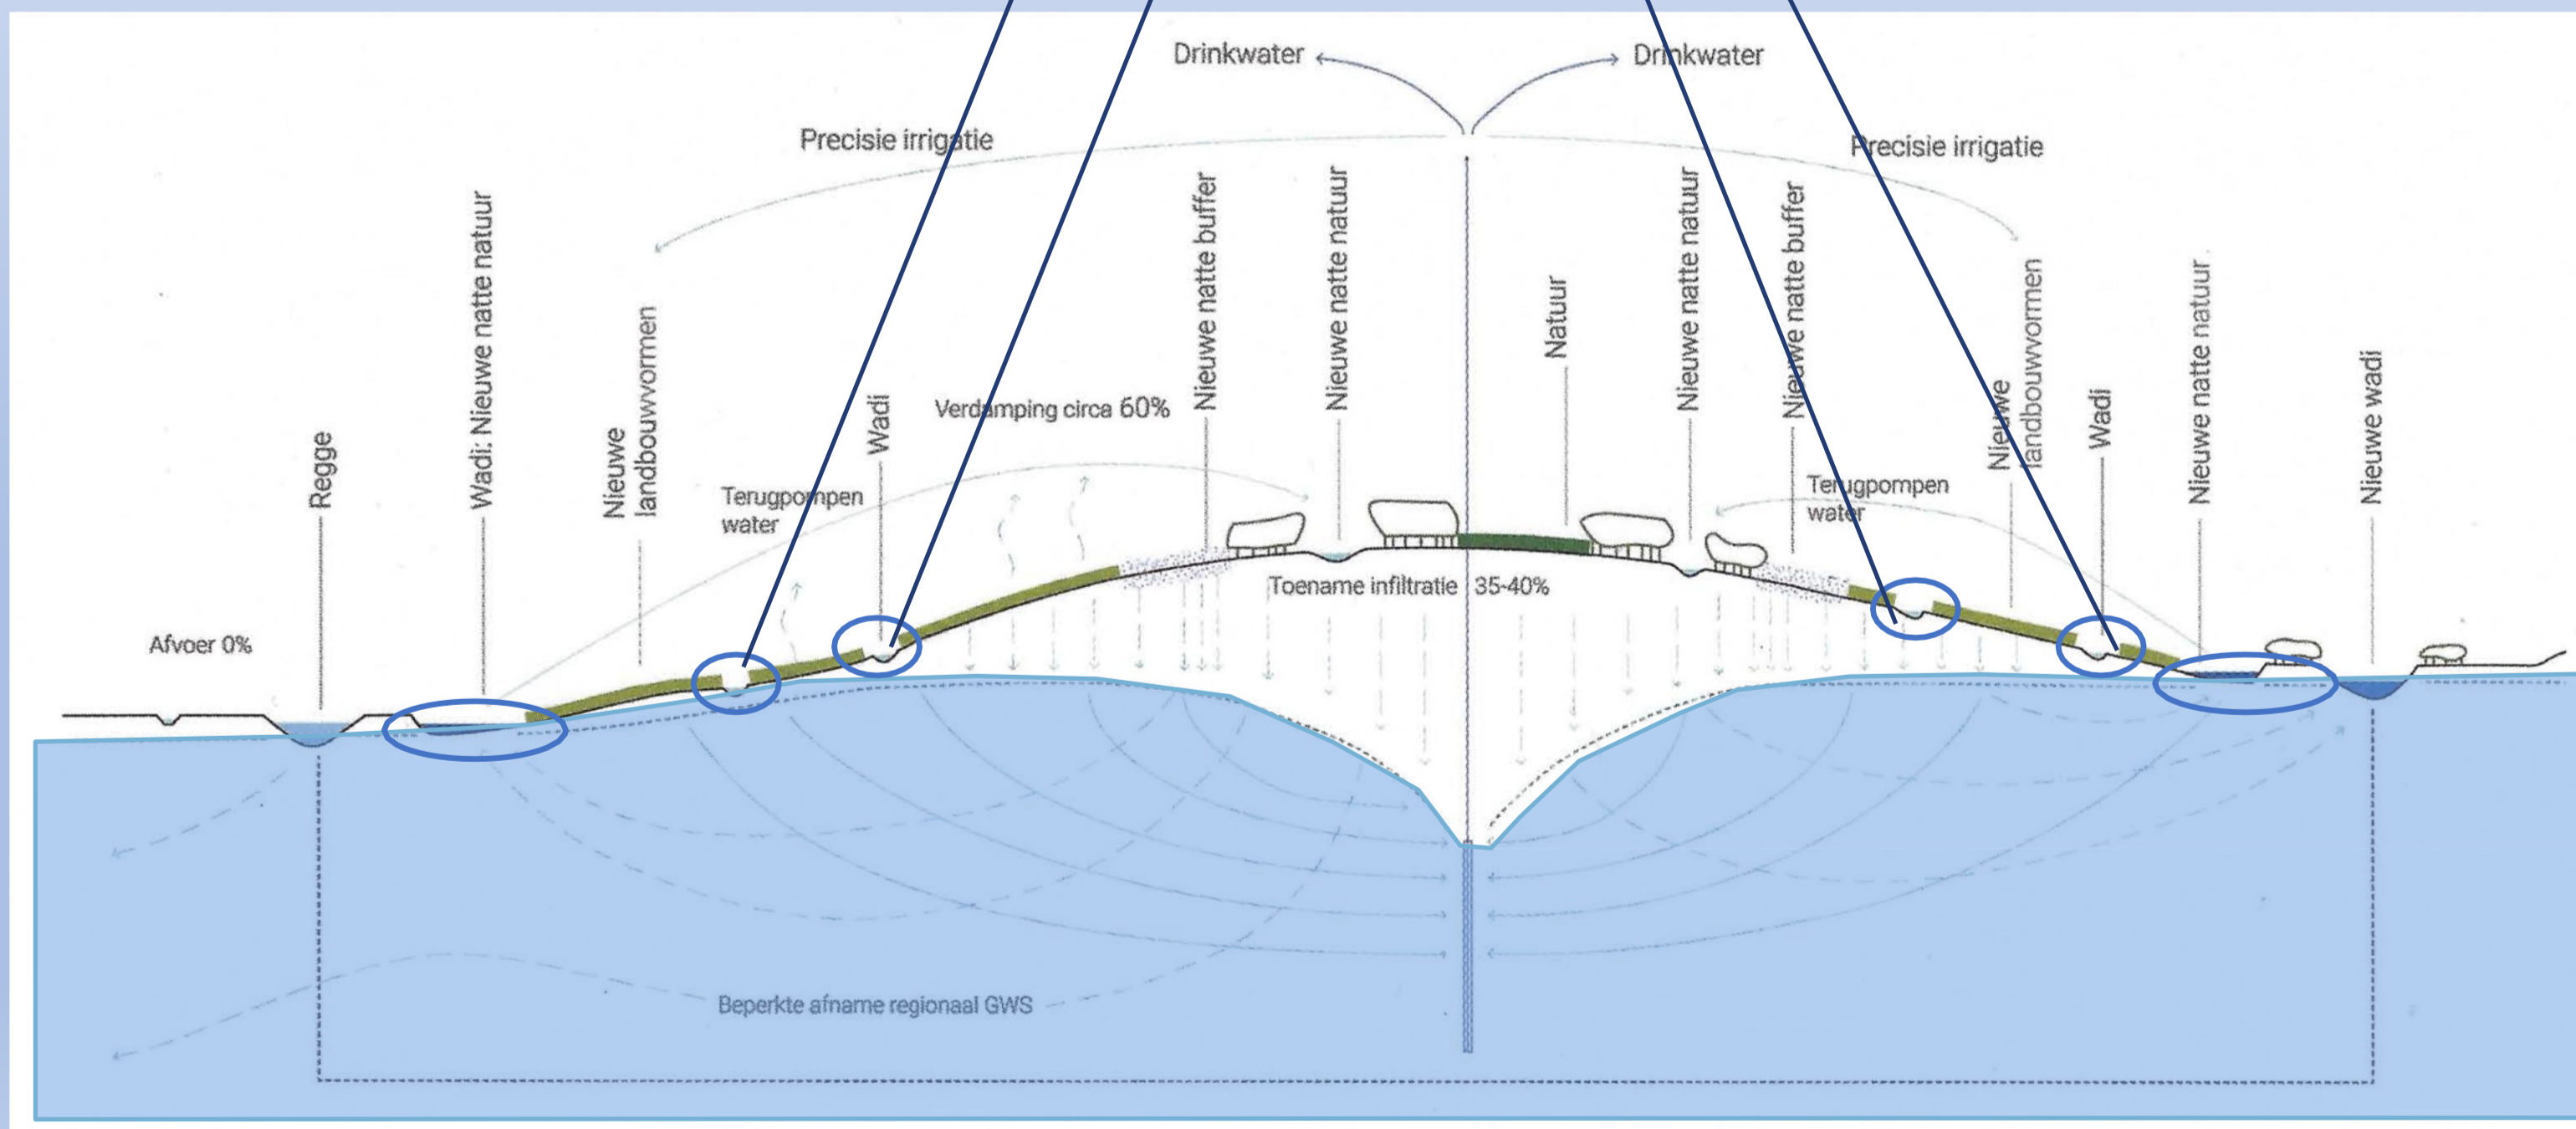 Drinkwater
Drinkwater
Precisie irrigatie
Precisie irrigatie
Regge
Wadi: Nieuwe natte natuur
Nieuwe
landbouwvormen
Wadi
Verdamping circa 60%
Nieuwe natte buffer
Nieuwe natte natuur
Natuur
Nieuwe natte natuur
Nieuwe natte buffer
Nieuwe
landbouwvormen
Wadi
Nieuwe natte natuur
Nieuwe wadi
Terugpompen
water
Terugpompen
water
Toename infiltratie 35-40%
Afvoer 0%
Beperkte afname regionaal GWS